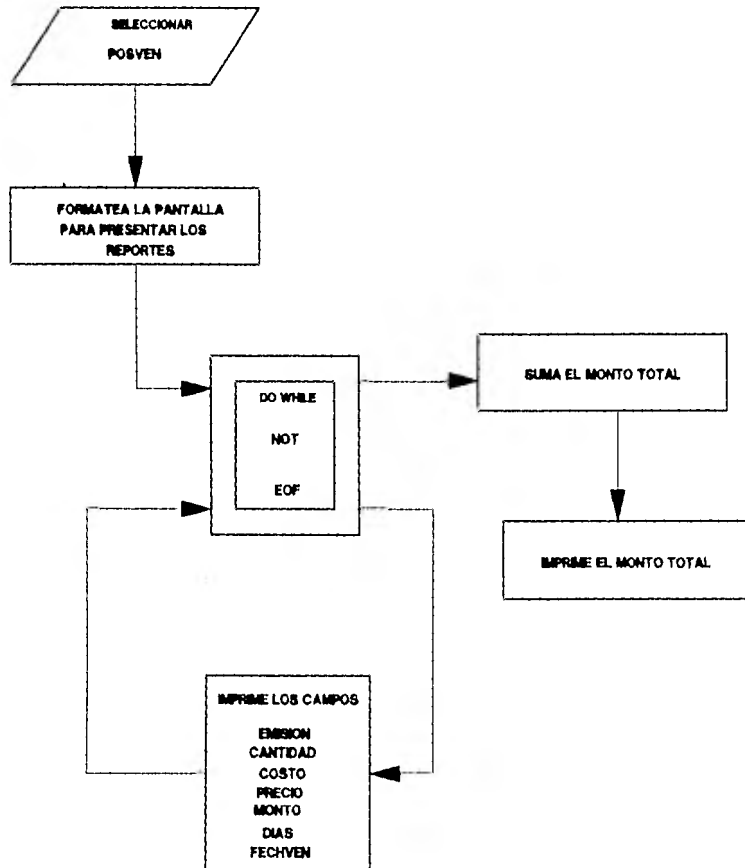 SELECCIONAR
POSVEN
FORMATEA LA PANTALLA
PARA PRESENTAR LOS
REPORTES
DO WHILE
NOT
EOF
SUMA EL MONTO TOTAL
IMPRIME EL MONTO TOTAL
IMPRIME LOS CAMPOS
EMISION
CANTIDAD
COSTO
PRECIO
MONTO
DIAS
FECHVEN